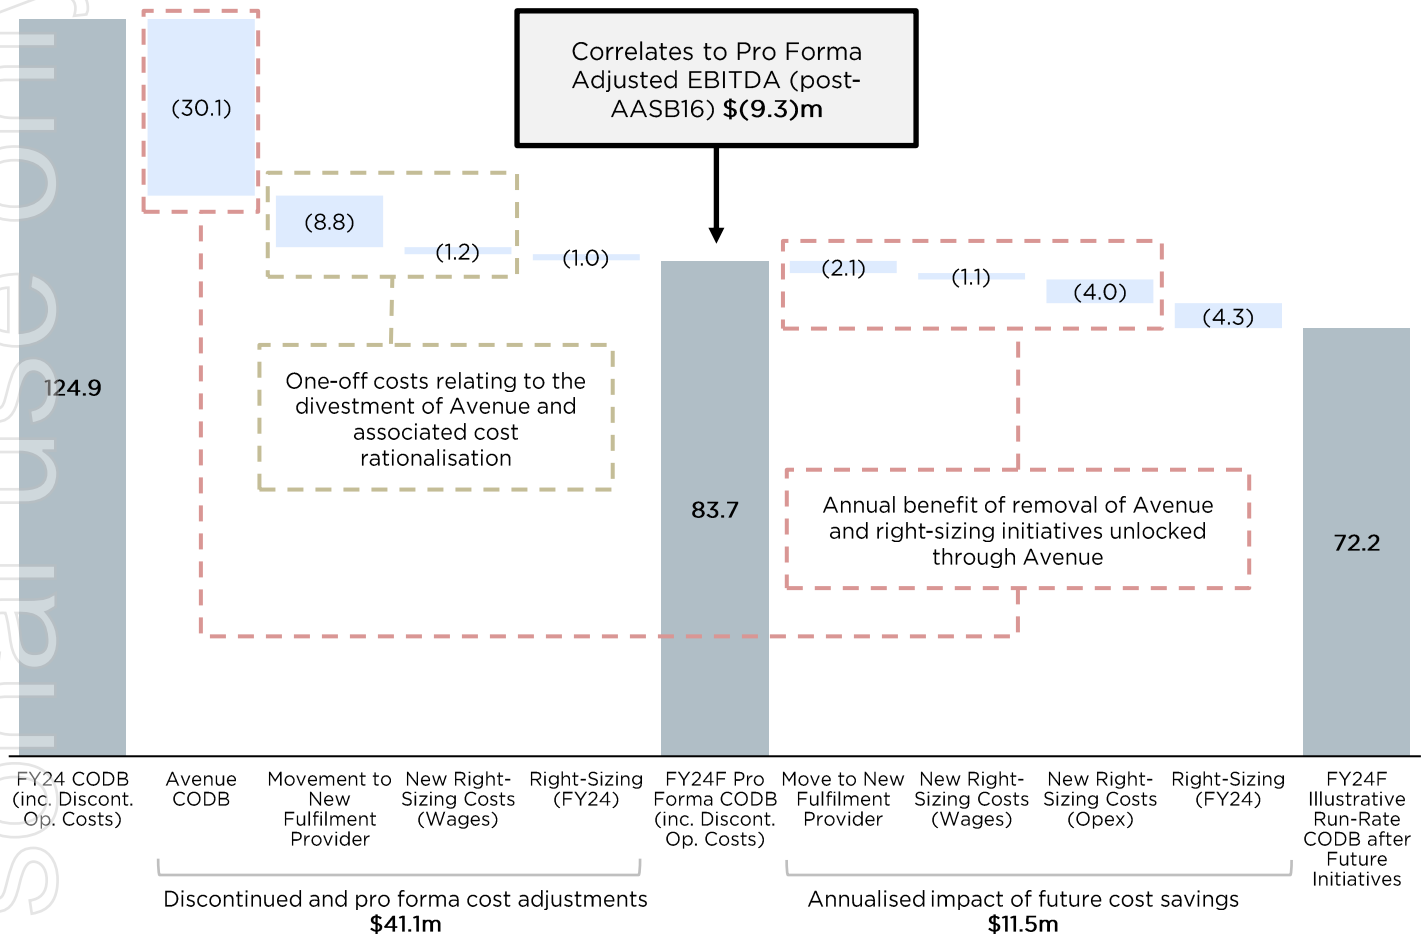 Correlates to Pro Forma
Adjusted EBITDA (post-
AASB16) $(9.3)m
(30.1)
(8.8)
(1.2)
(1.0)
(2.1)
(1.1)
(4.0)
(4.3)
124.9
One-off costs relating to the
divestment of Avenue and
associated cost
rationalisation
83.7
Annual benefit of removal of Avenue
and right-sizing initiatives unlocked
through Avenue
72.2
FY24 CODB
(inc. Discont.
Op. Costs)
Avenue
CODB
Movement to
New
Fulfilment
Provider
New Right-
Sizing Costs
(Wages)
Right-Sizing
(FY24)
FY24F Pro
Forma CODB
(inc. Discont.
Op. Costs)
Move to New
Fulfilment
Provider
New Right-
Sizing Costs
(Wages)
New Right-
Sizing Costs
(Opex)
Right-Sizing
(FY24)
FY24F
Illustrative
Run-Rate
CODB after
Future
Initiatives
Discontinued and pro forma cost adjustments
$41.1m
Annualised impact of future cost savings
$11.5m
use only